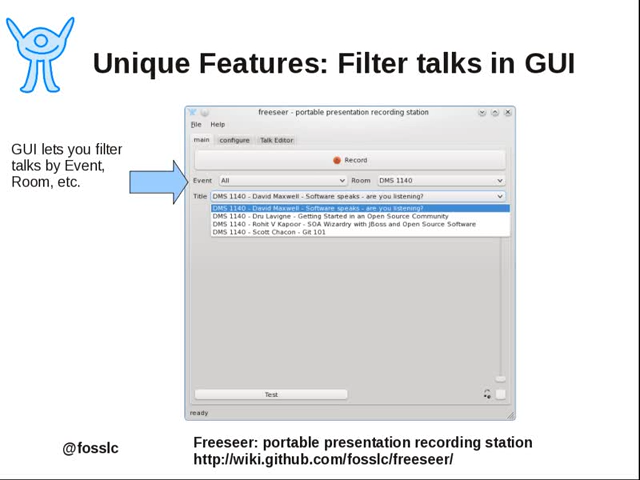 Unique Features: Filter talks in GUI
GUI lets you filter
talks by Event,
Room, etc.
freeseer - portable presentation recording station
File Help
main configure Talk Editor
Record
Event All Room DMS 1140
Title DMS 1140 - David Maxwell - Software speaks - are you listening?
DMS 1140 - David Maxwell - Software speaks - are you listening?
DMS 1140 - Dru Lavigne - Getting Started in an Open Source Community
DMS 1140 - Rohit V Kapoor - SOA Wizardry with JBoss and Open Source Software
DMS 1140 - Scott Chacon - Git 101
Test
ready
@fosslc
Freeseer: portable presentation recording station
http://wiki.github.com/fosslc/freeseer/